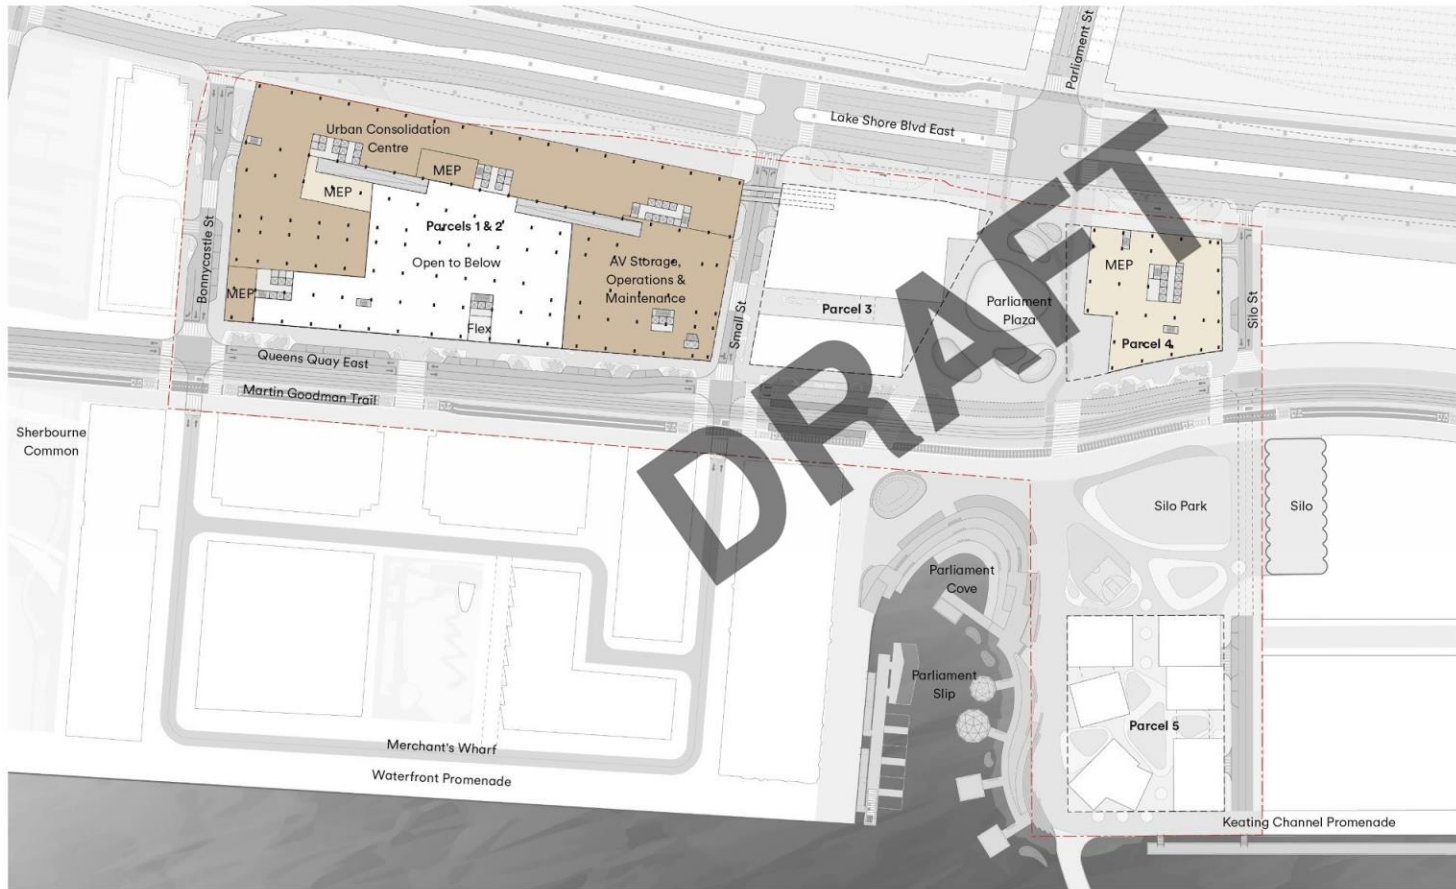 Parliament St
Lake Shore Blvd East
Urban Consolidation
Centre
MEP
MEP
Parcels 1 & 2
Open to Below
AV Storage,
Operations &
Maintenance
MEP
Flex
Bonnycastle St
Small St
Parcel 3
Parliament
Plaza
MEP
Parcel 4
Silo St
Queens Quay East
Martin Goodman Trail
Sherbourne
Common
DRAFT
Silo Park
Silo
Parliament
Cove
Parliament
Slip
Parcel 5
Merchant's Wharf
Waterfront Promenade
Keating Channel Promenade